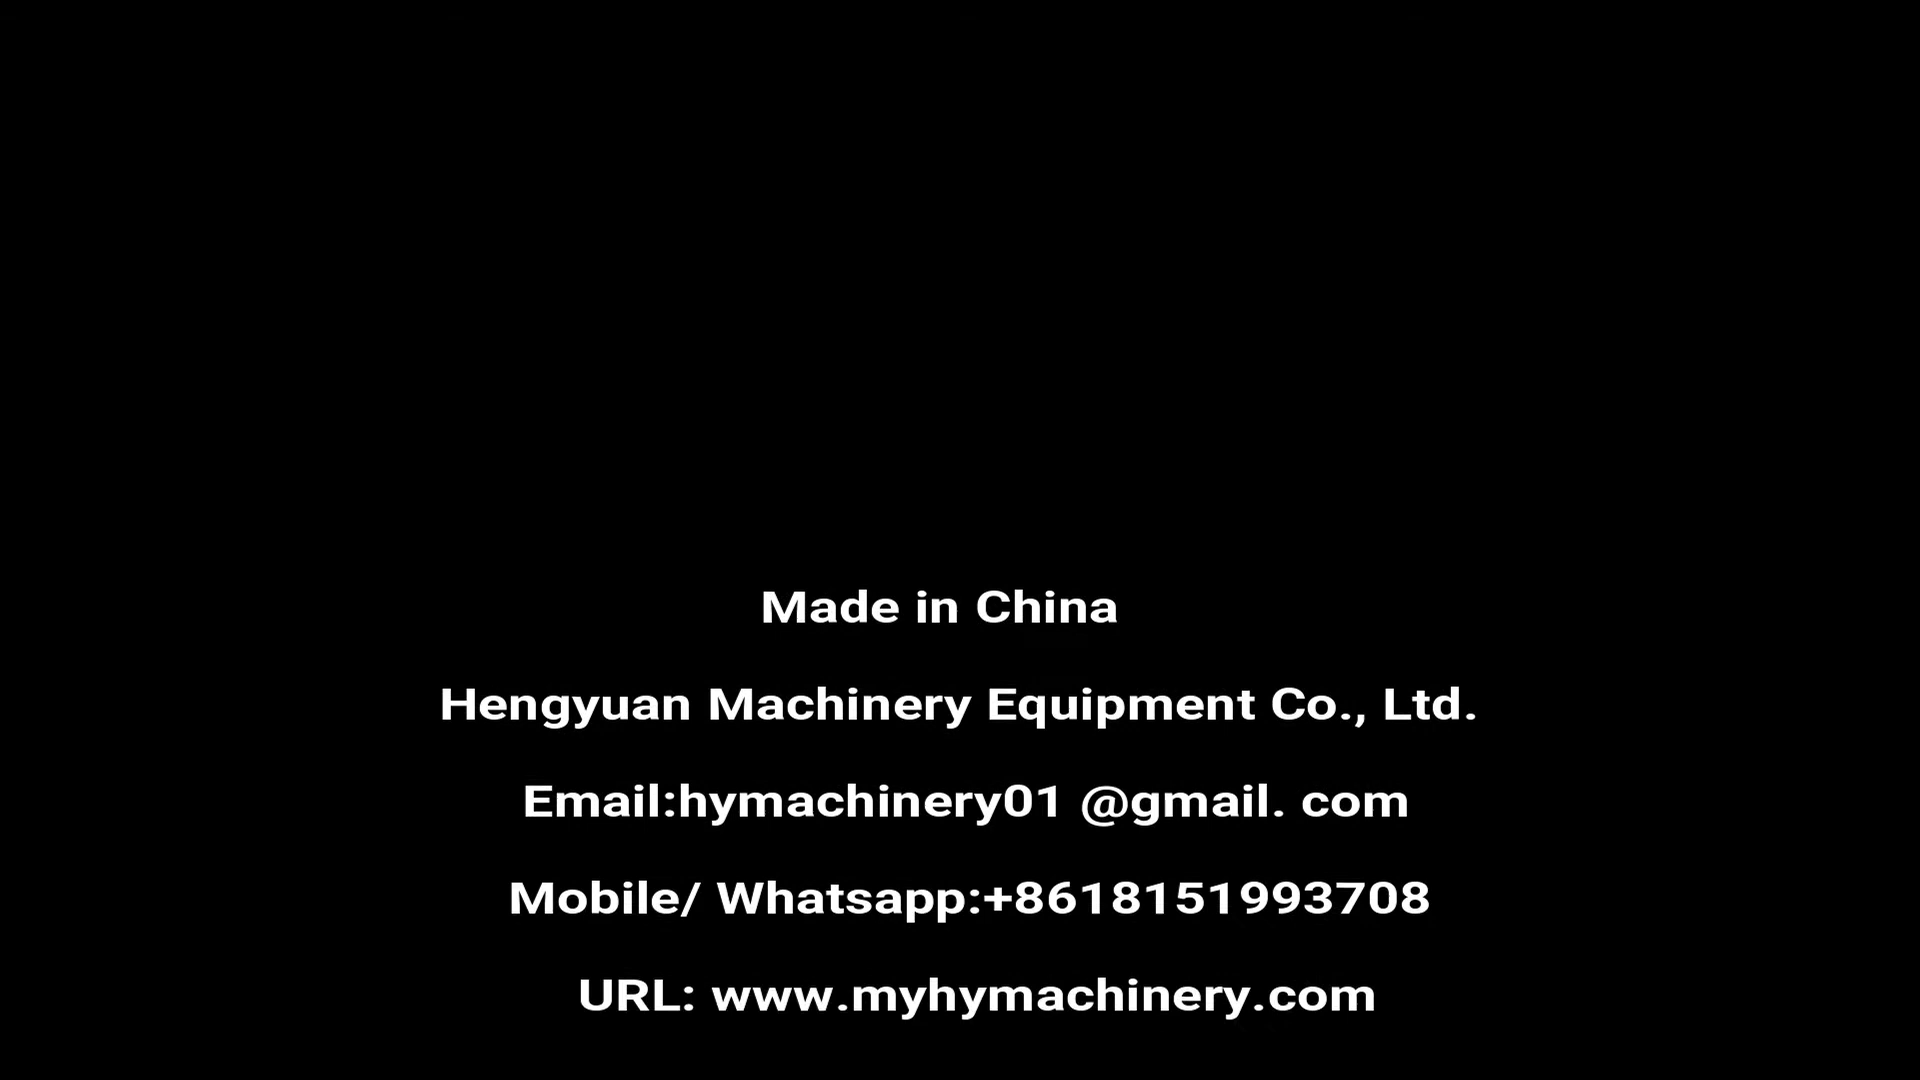 Made in China
Hengyuan Machinery Equipment Co., Ltd.
Email:hymachinery01 @gmail. com
Mobile/ Whatsapp:+8618151993708
URL: www.myhymachinery.com